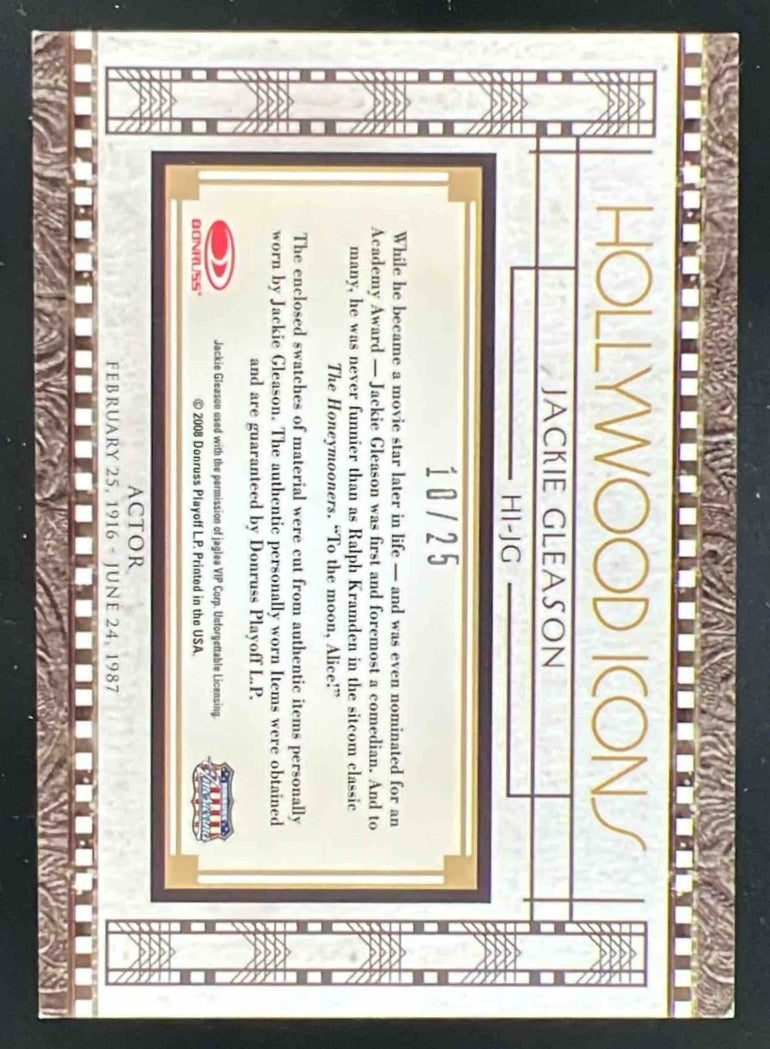 HOLLYWOOD ICONS
JACKIE GLEASON
HI-JG
10/25
While he became a movie star later in life — and was even nominated for an
Academy Award — Jackie Gleason was first and foremost a comedian. And to
many, he was never funnier than as Ralph Kramden in the sitcom classic
The Honeymooners. “To the moon, Alice!”
The enclosed swatches of material were cut from authentic items personally
worn by Jackie Gleason. The authentic personally worn Items were obtained
and are guaranteed by Donruss Playoff L.P.
DONRUSS®
Jackie Gleason used with the permission of Jaglea VIP Corp. Unforgettable Licensing.
© 2008 Donruss Playoff L.P. Printed in the USA.
Americana
ACTOR
FEBRUARY 25, 1916 - JUNE 24, 1987